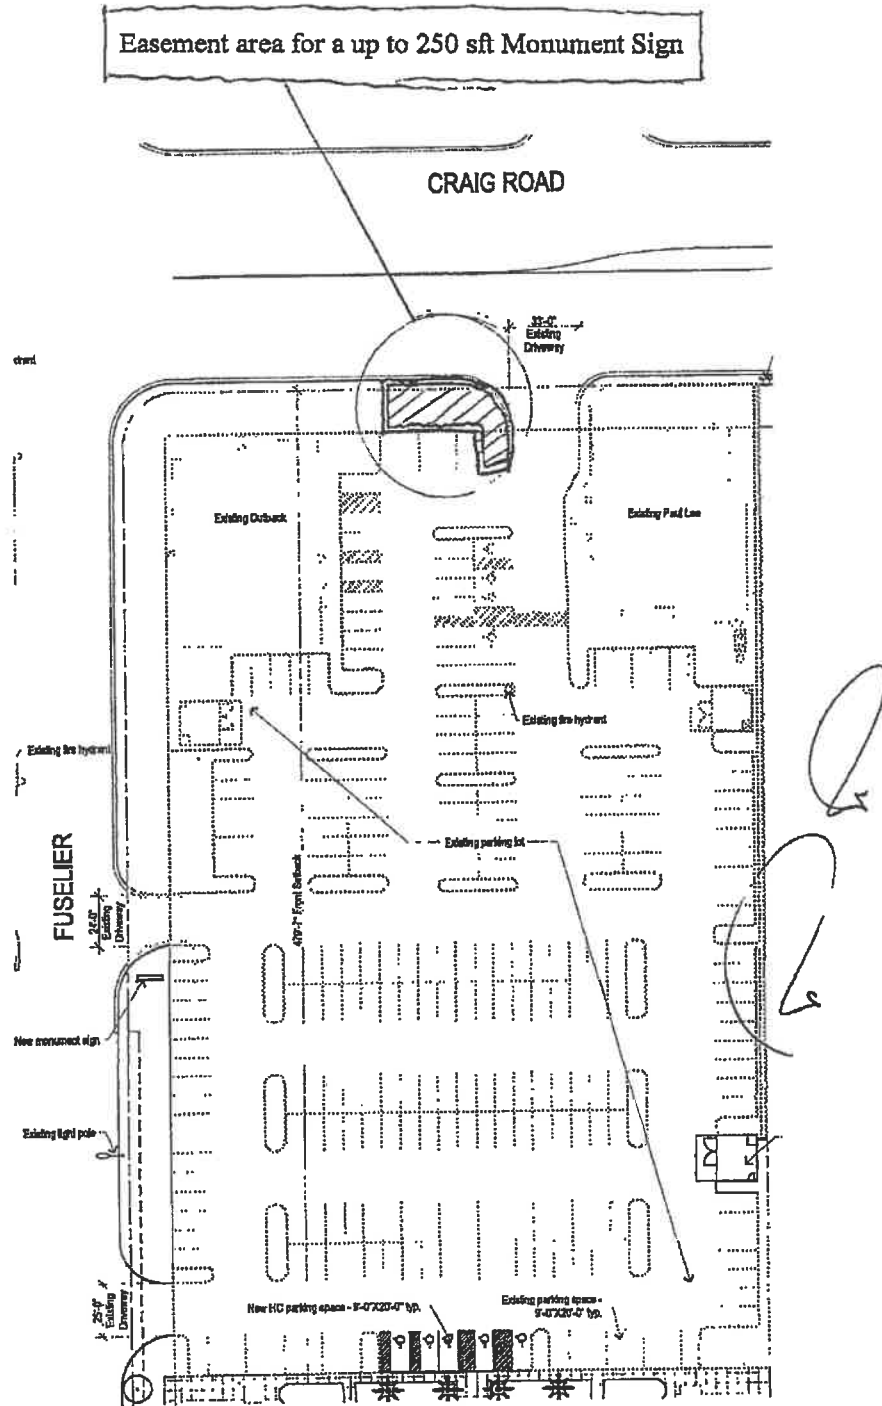 Easement area for a up to 250 sft Monument Sign
CRAIG ROAD
33'-0"
Existing
Driveway
Existing Outback
Existing Paul Lee
Existing fire hydrant
Existing fire hydrant
Existing parking lot
FUSELIER
24'-0"
Existing
Driveway
Front Setback
New monument sign
Existing light pole
25'-0"
Existing
Driveway
New HC parking space - 9'-0"X20'-0" typ.
Existing parking space -
9'-0"X20'-0" typ.